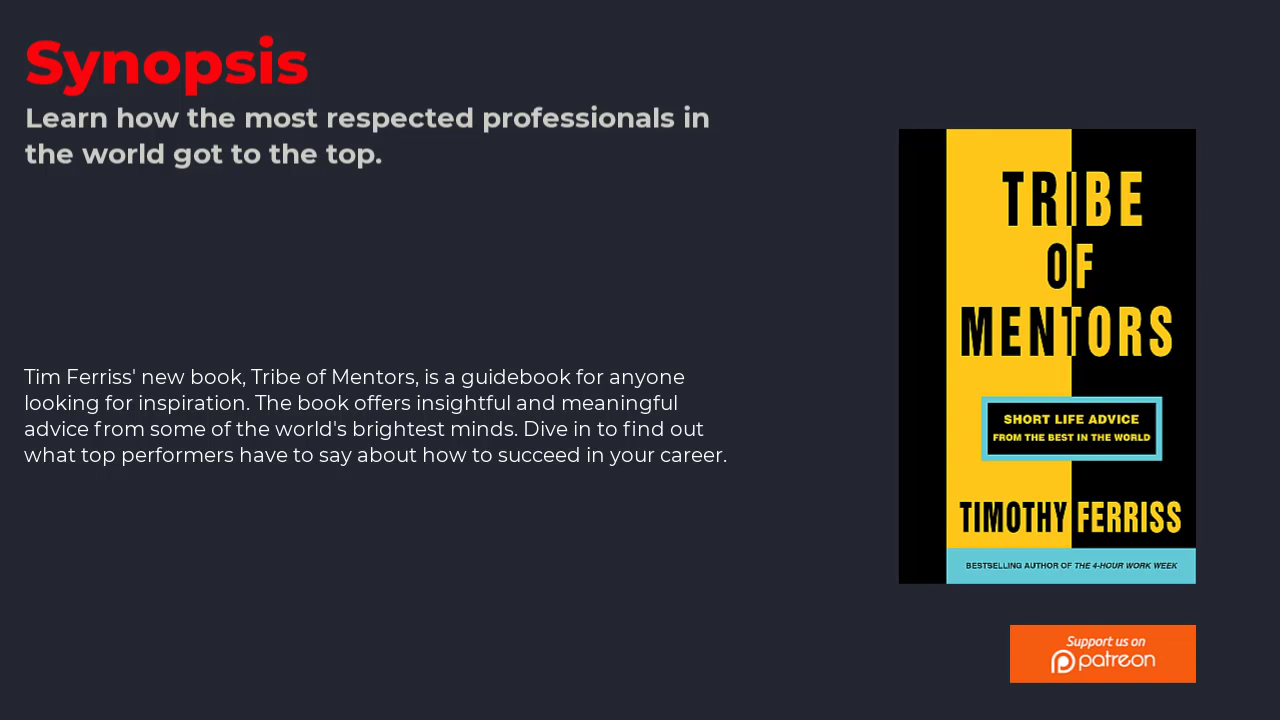 Synopsis
Learn how the most respected professionals in
the world got to the top.
Tim Ferriss' new book, Tribe of Mentors, is a guidebook for anyone
looking for inspiration. The book offers insightful and meaningful
advice from some of the world's brightest minds. Dive in to find out
what top performers have to say about how to succeed in your career.
TRIBE
OF
MENTORS
SHORT LIFE ADVICE
FROM THE BEST IN THE WORLD
TIMOTHY FERRISS
BESTSELLING AUTHOR OF THE 4-HOUR WORK WEEK
Support us on
patreon